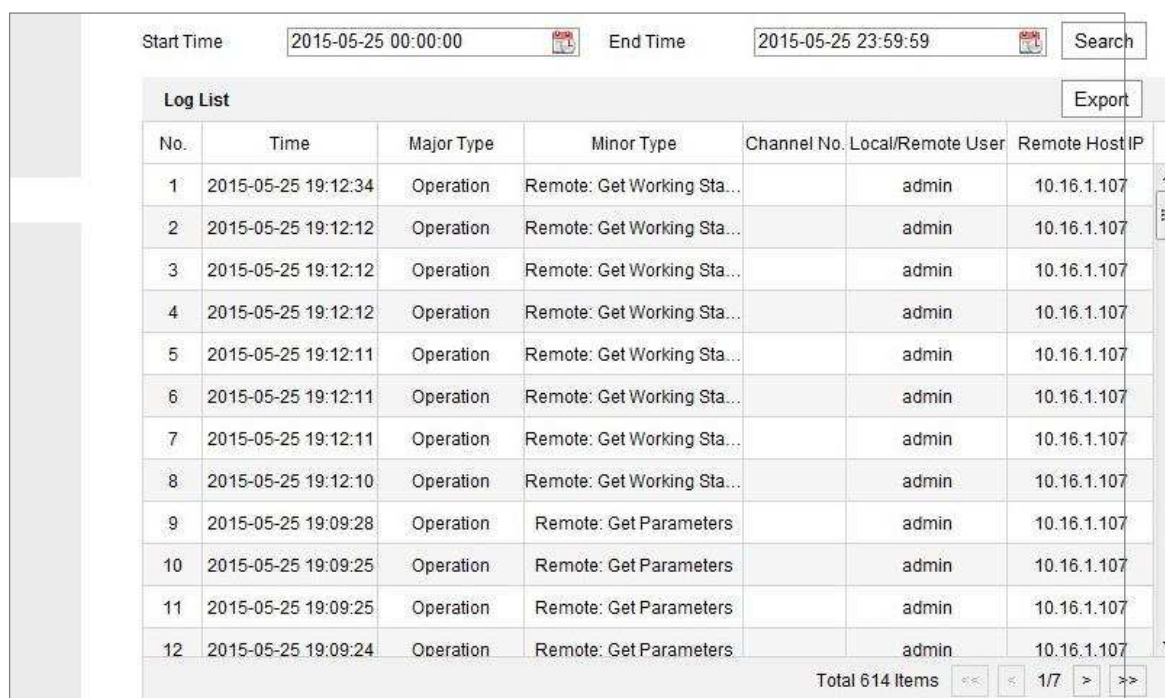 Start Time 2015-05-25 00:00:00 End Time 2015-05-25 23:59:59 Search
Log List Export
No. Time Major Type Minor Type Channel No. Local/Remote User Remote Host IP
1 2015-05-25 19:12:34 Operation Remote: Get Working Sta... admin 10.16.1.107
2 2015-05-25 19:12:12 Operation Remote: Get Working Sta... admin 10.16.1.107
3 2015-05-25 19:12:12 Operation Remote: Get Working Sta... admin 10.16.1.107
4 2015-05-25 19:12:12 Operation Remote: Get Working Sta... admin 10.16.1.107
5 2015-05-25 19:12:11 Operation Remote: Get Working Sta... admin 10.16.1.107
6 2015-05-25 19:12:11 Operation Remote: Get Working Sta... admin 10.16.1.107
7 2015-05-25 19:12:11 Operation Remote: Get Working Sta... admin 10.16.1.107
8 2015-05-25 19:12:10 Operation Remote: Get Working Sta... admin 10.16.1.107
9 2015-05-25 19:09:28 Operation Remote: Get Parameters admin 10.16.1.107
10 2015-05-25 19:09:25 Operation Remote: Get Parameters admin 10.16.1.107
11 2015-05-25 19:09:25 Operation Remote: Get Parameters admin 10.16.1.107
12 2015-05-25 19:09:24 Operation Remote: Get Parameters admin 10.16.1.107
Total 614 Items << < 1/7 > >>